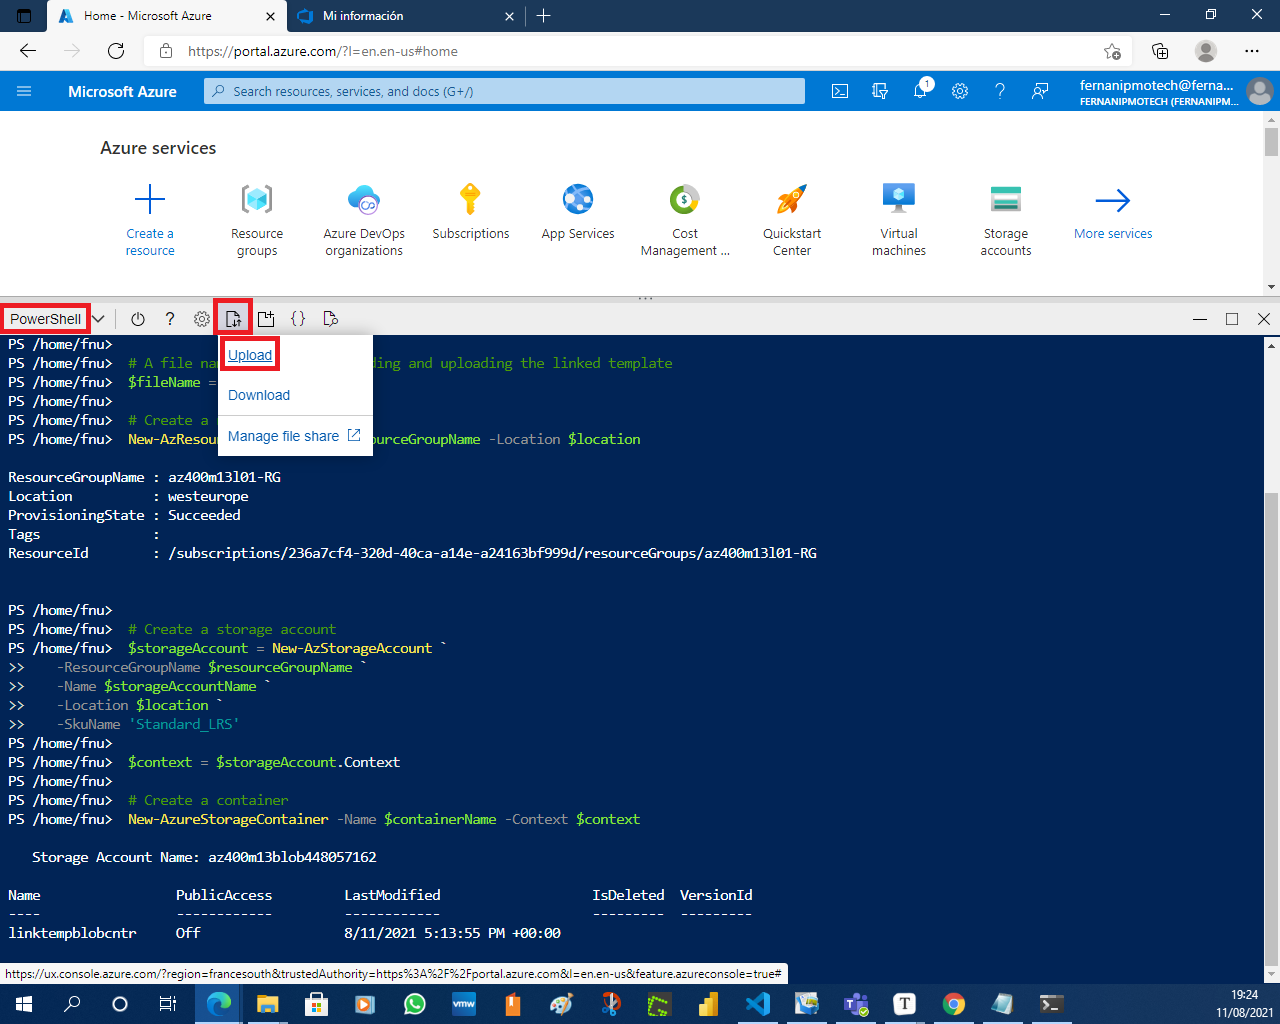 Home - Microsoft Azure
Mi información
https://portal.azure.com/?l=en.en-us#home
Microsoft Azure
Search resources, services, and docs (G+/)
1
fernanipmotech@ferna...
FERNANIPMOTECH (FERNANIPM...
Azure services
Create a resource
Resource groups
Azure DevOps organizations
Subscriptions
App Services
Cost Management ...
Quickstart Center
Virtual machines
Storage accounts
More services
PowerShell
Upload
Download
Manage file share
PS /home/fnu>
PS /home/fnu> # A file na ding and uploading the linked template
PS /home/fnu> $fileName =
PS /home/fnu>
PS /home/fnu> # Create a
PS /home/fnu> New-AzResou ourceGroupName -Location $location
ResourceGroupName : az400m13l01-RG
Location : westeurope
ProvisioningState : Succeeded
Tags :
ResourceId : /subscriptions/236a7cf4-320d-40ca-a14e-a24163bf999d/resourceGroups/az400m13l01-RG
PS /home/fnu>
PS /home/fnu> # Create a storage account
PS /home/fnu> $storageAccount = New-AzStorageAccount `
>> -ResourceGroupName $resourceGroupName `
>> -Name $storageAccountName `
>> -Location $location `
>> -SkuName 'Standard_LRS'
PS /home/fnu>
PS /home/fnu> $context = $storageAccount.Context
PS /home/fnu>
PS /home/fnu> # Create a container
PS /home/fnu> New-AzureStorageContainer -Name $containerName -Context $context
Storage Account Name: az400m13blob448057162
Name PublicAccess LastModified IsDeleted VersionId
---- ------------ ------------ --------- ---------
linktempblobcntr Off 8/11/2021 5:13:55 PM +00:00
https://ux.console.azure.com/?region=francesouth&trustedAuthority=https%3A%2F%2Fportal.azure.com&l=en.en-us&feature.azureconsole=true#
vmw
T
19:24
11/08/2021